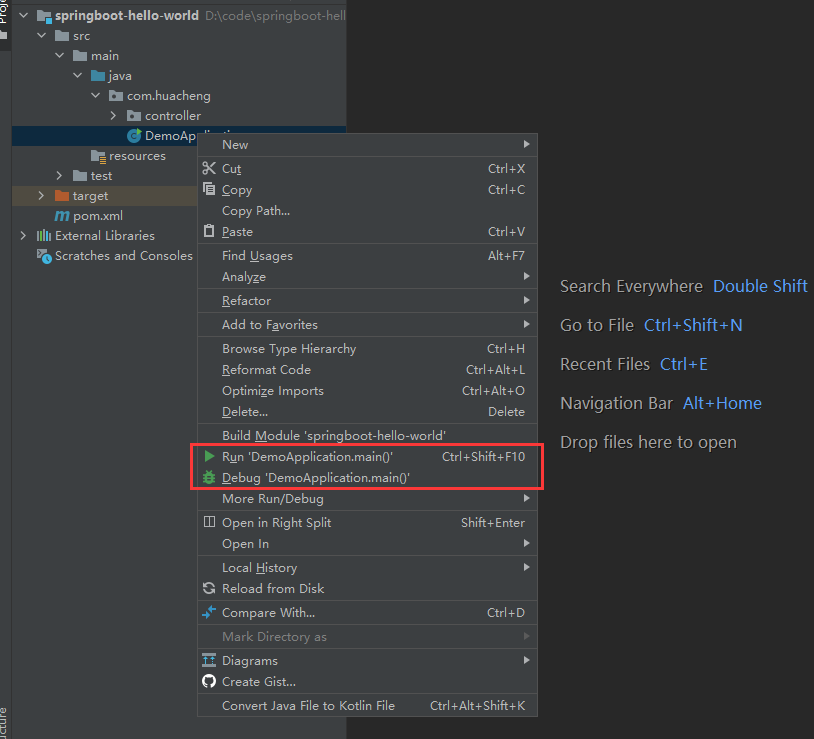 Proje
springboot-hello-world D:\code\springboot-hell
src
main
java
com.huacheng
controller
DemoApplicatio
resources
test
target
pom.xml
External Libraries
Scratches and Consoles
New
Cut Ctrl+X
Copy Ctrl+C
Copy Path...
Paste Ctrl+V
Find Usages Alt+F7
Analyze
Refactor
Add to Favorites
Browse Type Hierarchy Ctrl+H
Reformat Code Ctrl+Alt+L
Optimize Imports Ctrl+Alt+O
Delete... Delete
Build Module 'springboot-hello-world'
Run 'DemoApplication.main()' Ctrl+Shift+F10
Debug 'DemoApplication.main()'
More Run/Debug
Open in Right Split Shift+Enter
Open In
Local History
Reload from Disk
Compare With... Ctrl+D
Mark Directory as
Diagrams
Create Gist...
Convert Java File to Kotlin File Ctrl+Alt+Shift+K
Search Everywhere Double Shift
Go to File Ctrl+Shift+N
Recent Files Ctrl+E
Navigation Bar Alt+Home
Drop files here to open
ucture